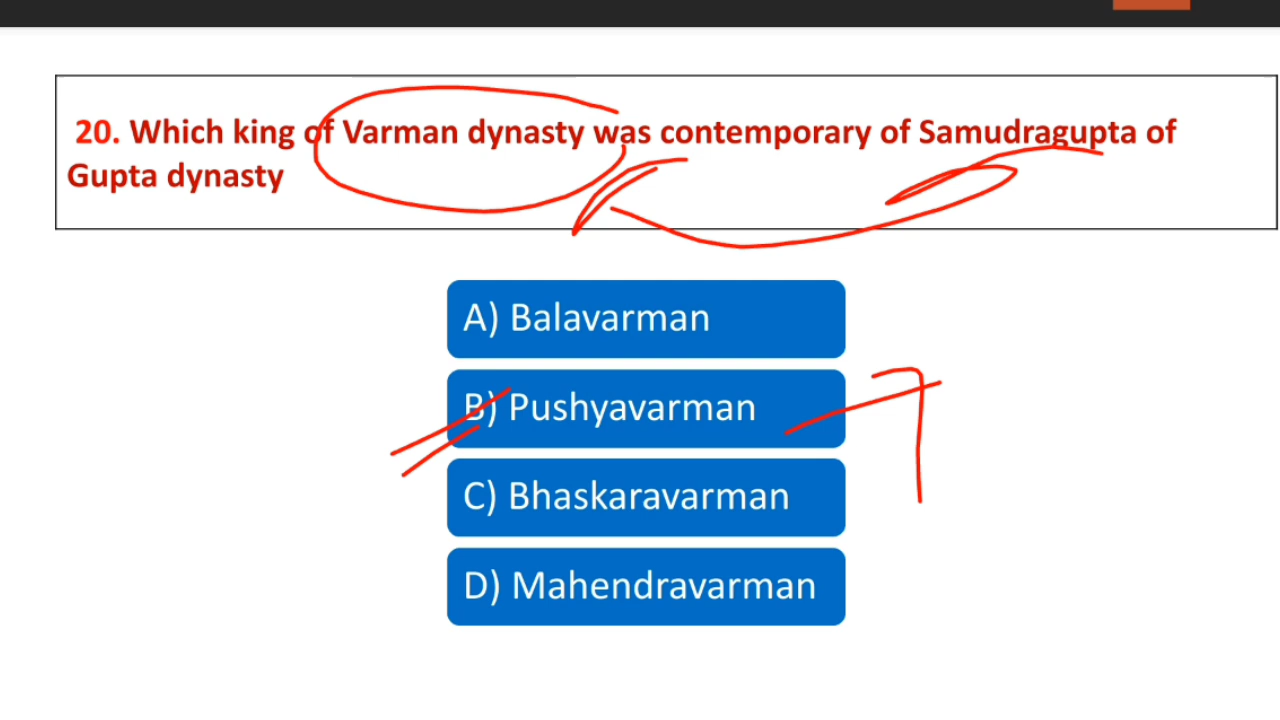 20. Which king of Varman dynasty was contemporary of Samudragupta of
Gupta dynasty
A) Balavarman
B) Pushyavarman
C) Bhaskaravarman
D) Mahendravarman